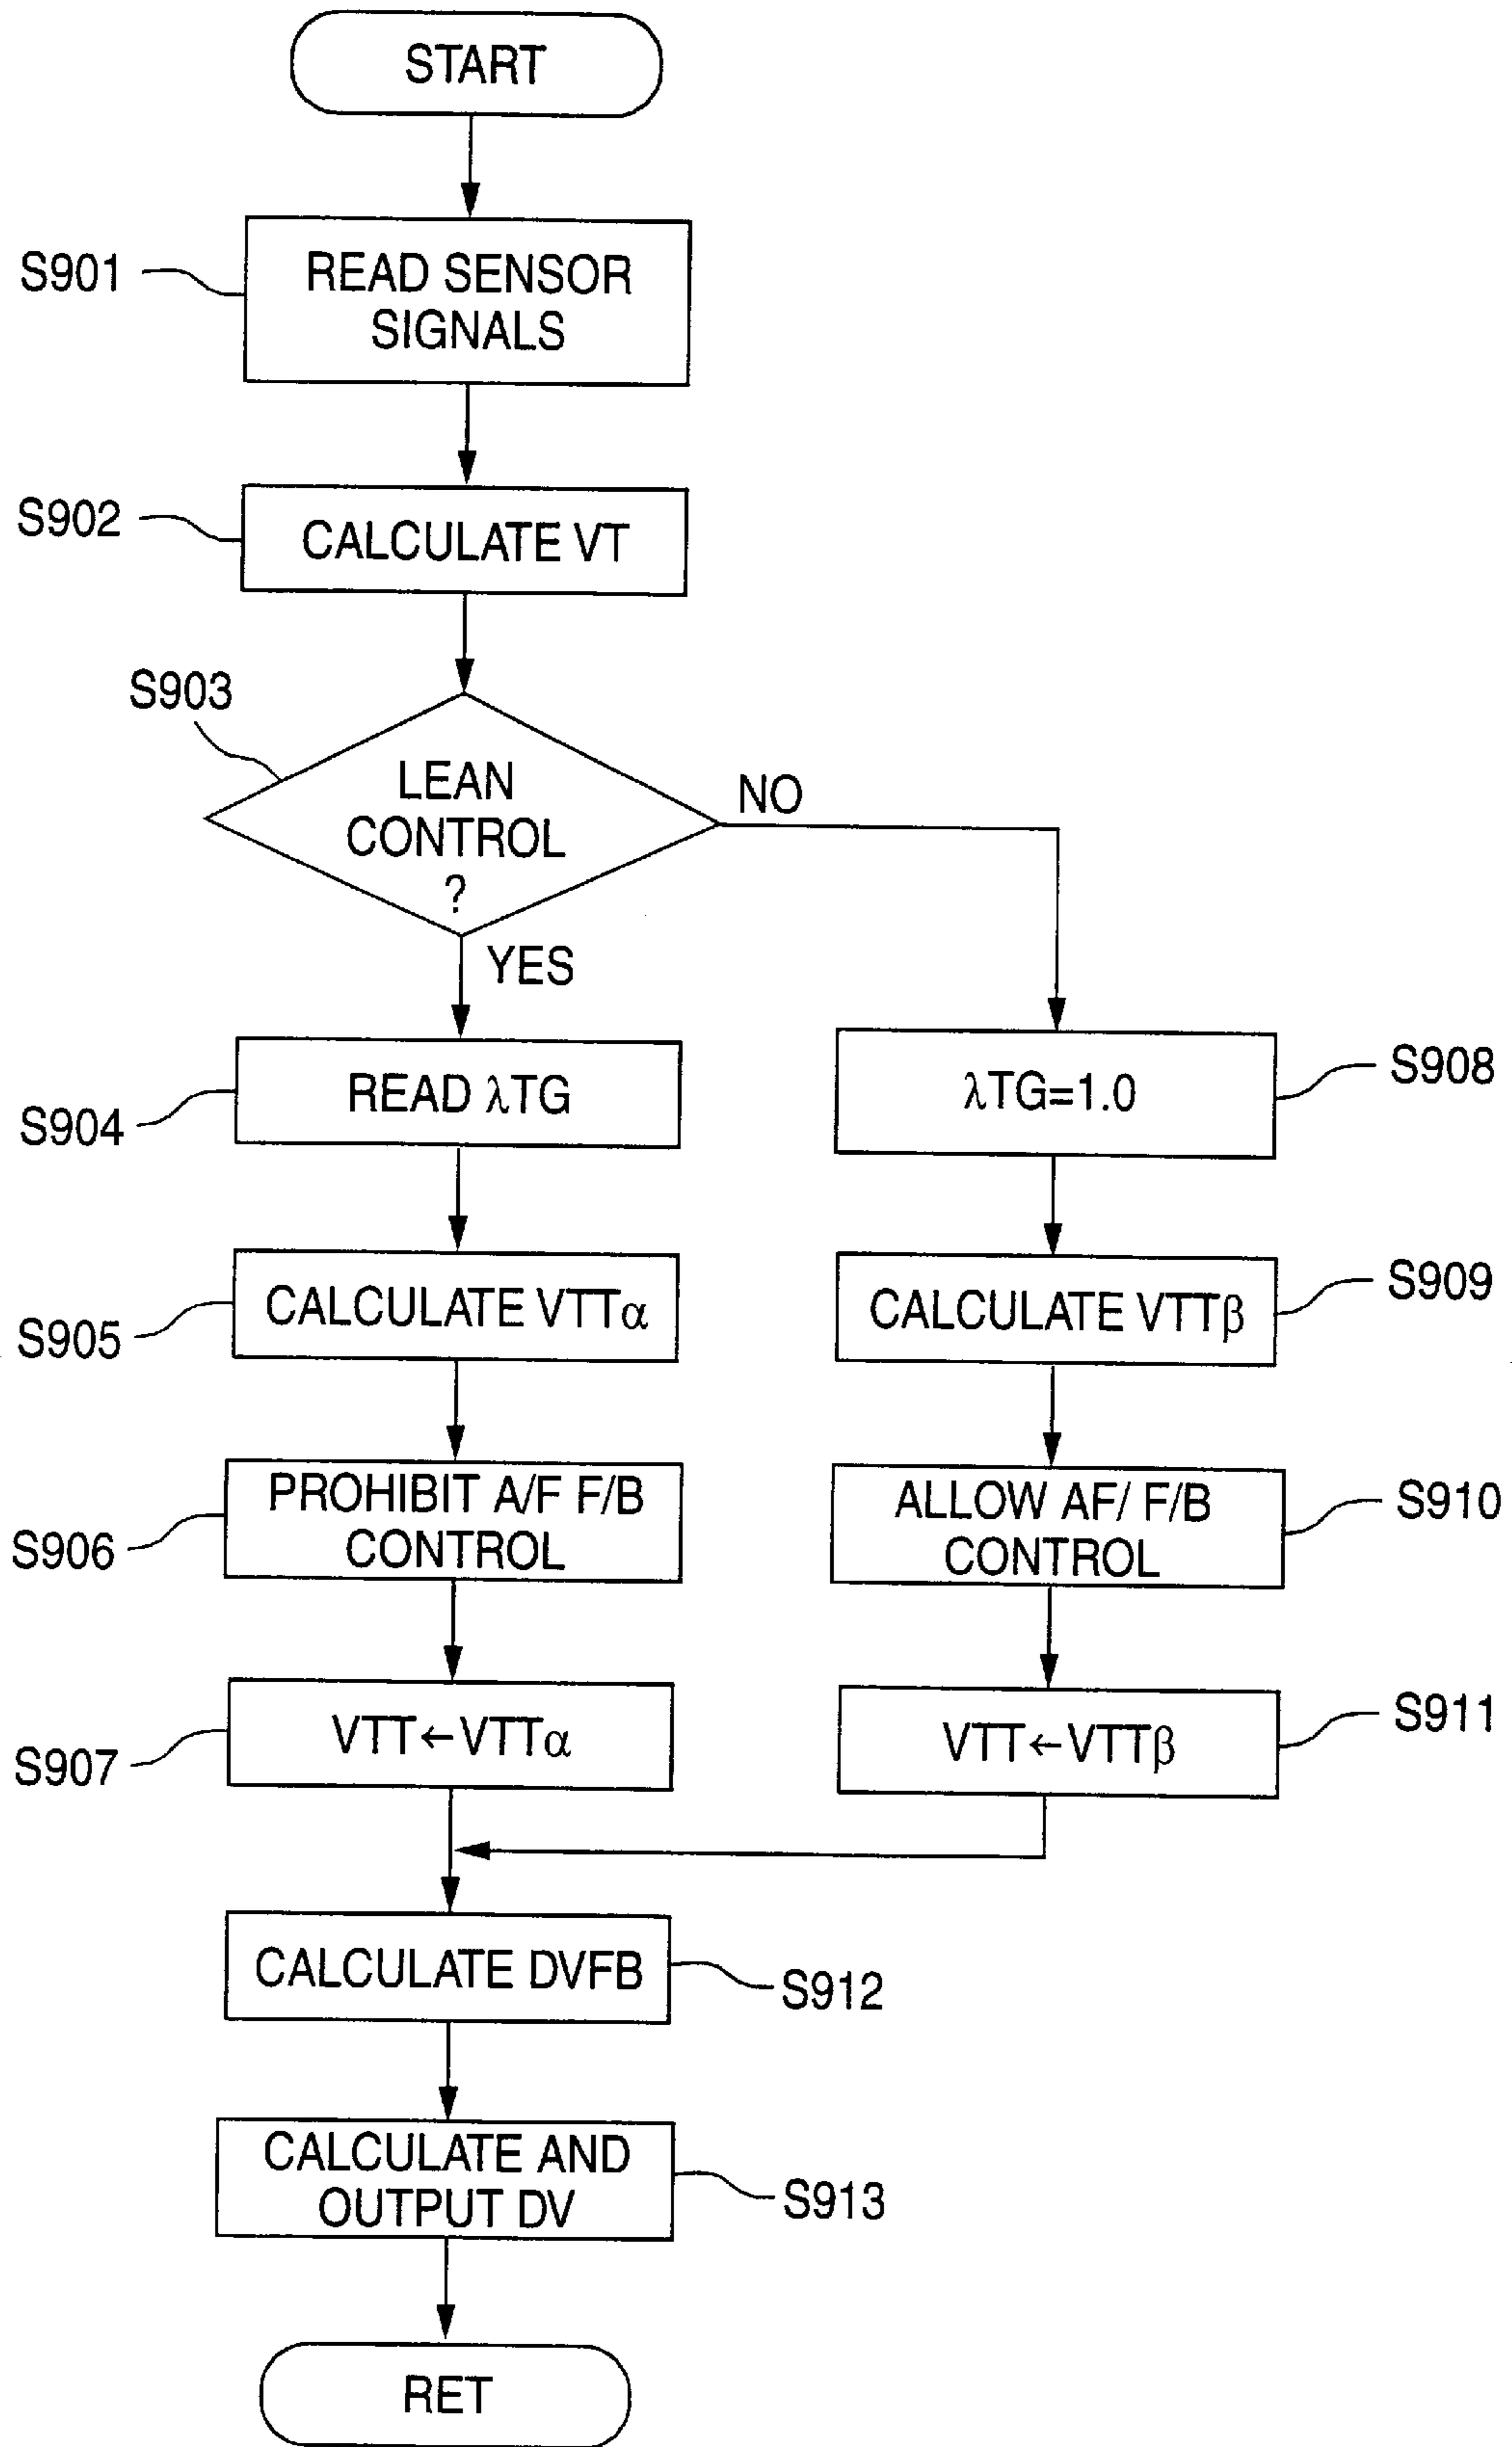 START
S901
READ SENSOR
SIGNALS
S902
CALCULATE VT
S903
LEAN
CONTROL
?
NO
YES
S904
READ λTG
λTG=1.0
S908
S905
CALCULATE VTTα
CALCULATE VTTβ
S909
S906
PROHIBIT A/F F/B
CONTROL
ALLOW AF/ F/B
CONTROL
S910
S907
VTT←VTTα
VTT←VTTβ
S911
CALCULATE DVFB
S912
CALCULATE AND
OUTPUT DV
S913
RET